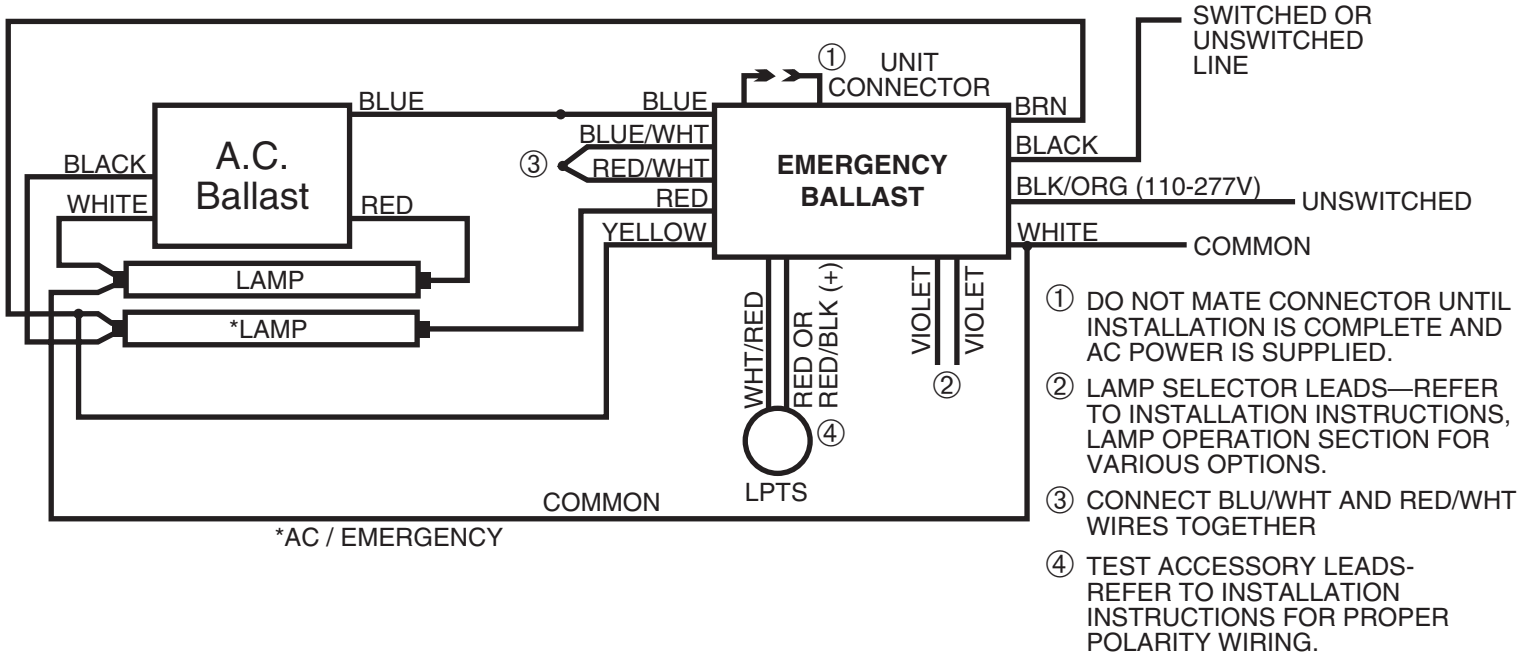 SWITCHED OR
UNSWITCHED
LINE
① UNIT
CONNECTOR
BLUE
BLUE
BRN
A.C.
Ballast
BLUE/WHT
BLACK
BLACK
③
RED/WHT
EMERGENCY
BALLAST
BLK/ORG (110-277V)
UNSWITCHED
WHITE
RED
RED
YELLOW
WHITE
COMMON
LAMP
*LAMP
WHT/RED
RED OR
RED/BLK (+)
VIOLET
VIOLET
②
④
LPTS
COMMON
*AC / EMERGENCY
① DO NOT MATE CONNECTOR UNTIL
INSTALLATION IS COMPLETE AND
AC POWER IS SUPPLIED.
② LAMP SELECTOR LEADS—REFER
TO INSTALLATION INSTRUCTIONS,
LAMP OPERATION SECTION FOR
VARIOUS OPTIONS.
③ CONNECT BLU/WHT AND RED/WHT
WIRES TOGETHER
④ TEST ACCESSORY LEADS-
REFER TO INSTALLATION
INSTRUCTIONS FOR PROPER
POLARITY WIRING.